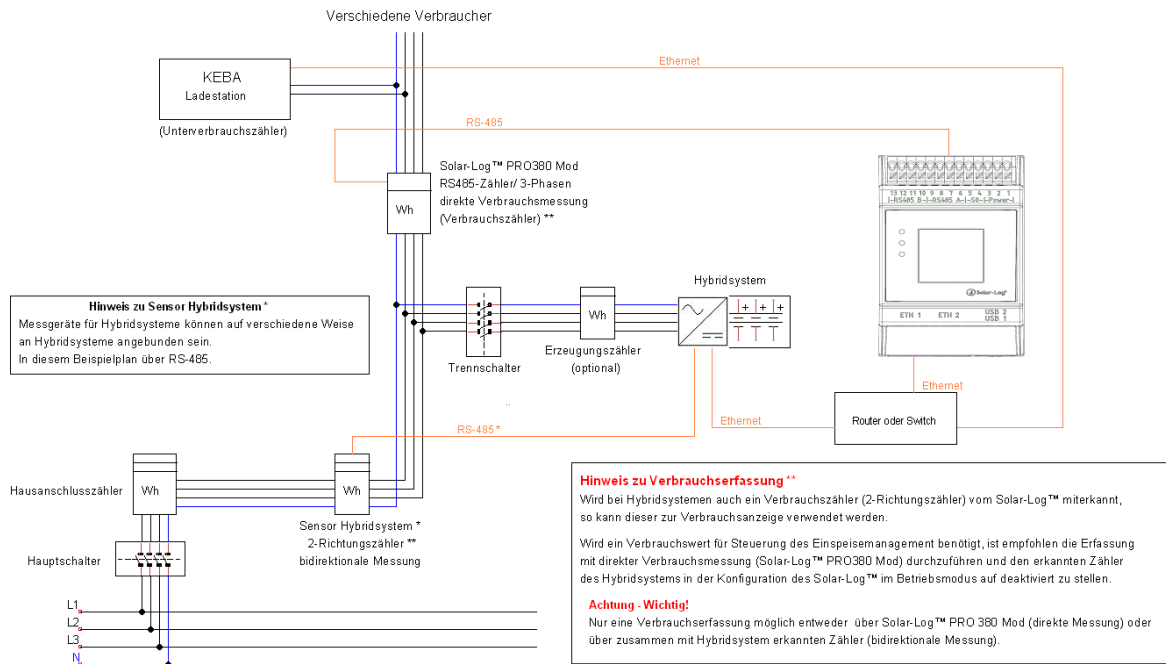 Verschiedene Verbraucher
Ethernet
KEBA
Ladestation
(Unterverbrauchszähler)
RS-485
Solar-Log™ PRO380 Mod
RS485-Zähler/ 3-Phasen
direkte Verbrauchsmessung
(Verbrauchszähler) **
Wh
13 12 11 10 9 8 7 6 5 4 3 2 1
I-RS485 B-I-RS485 A-I-S0-I-Power-I
Solar-Log®
ETH 1 ETH 2 USB 2
USB 1
Hybridsystem
Hinweis zu Sensor Hybridsystem*
Messgeräte für Hybridsysteme können auf verschiedene Weise
an Hybridsysteme angebunden sein.
In diesem Beispielplan über RS-485.
Wh
Trennschalter
Erzeugungszähler
(optional)
Ethernet
Ethernet
Router oder Switch
RS-485*
Hausanschlusszähler
Wh
Wh
Sensor Hybridsystem *
2-Richtungszähler **
bidirektionale Messung
Hauptschalter
L1
L2
L3
N
Hinweis zu Verbrauchserfassung **
Wird bei Hybridsystemen auch ein Verbrauchszähler (2-Richtungszähler) vom Solar-Log™ miterkannt,
so kann dieser zur Verbrauchsanzeige verwendet werden.
Wird ein Verbrauchswert für Steuerung des Einspeisemanagement benötigt, ist empfohlen die Erfassung
mit direkter Verbrauchsmessung (Solar-Log™ PRO380 Mod) durchzuführen und den erkannten Zähler
des Hybridsystems in der Konfiguration des Solar-Log™ im Betriebsmodus auf deaktiviert zu stellen.
Achtung - Wichtig!
Nur eine Verbrauchserfassung möglich entweder über Solar-Log™ PRO 380 Mod (direkte Messung) oder
über zusammen mit Hybridsystem erkannten Zähler (bidirektionale Messung).